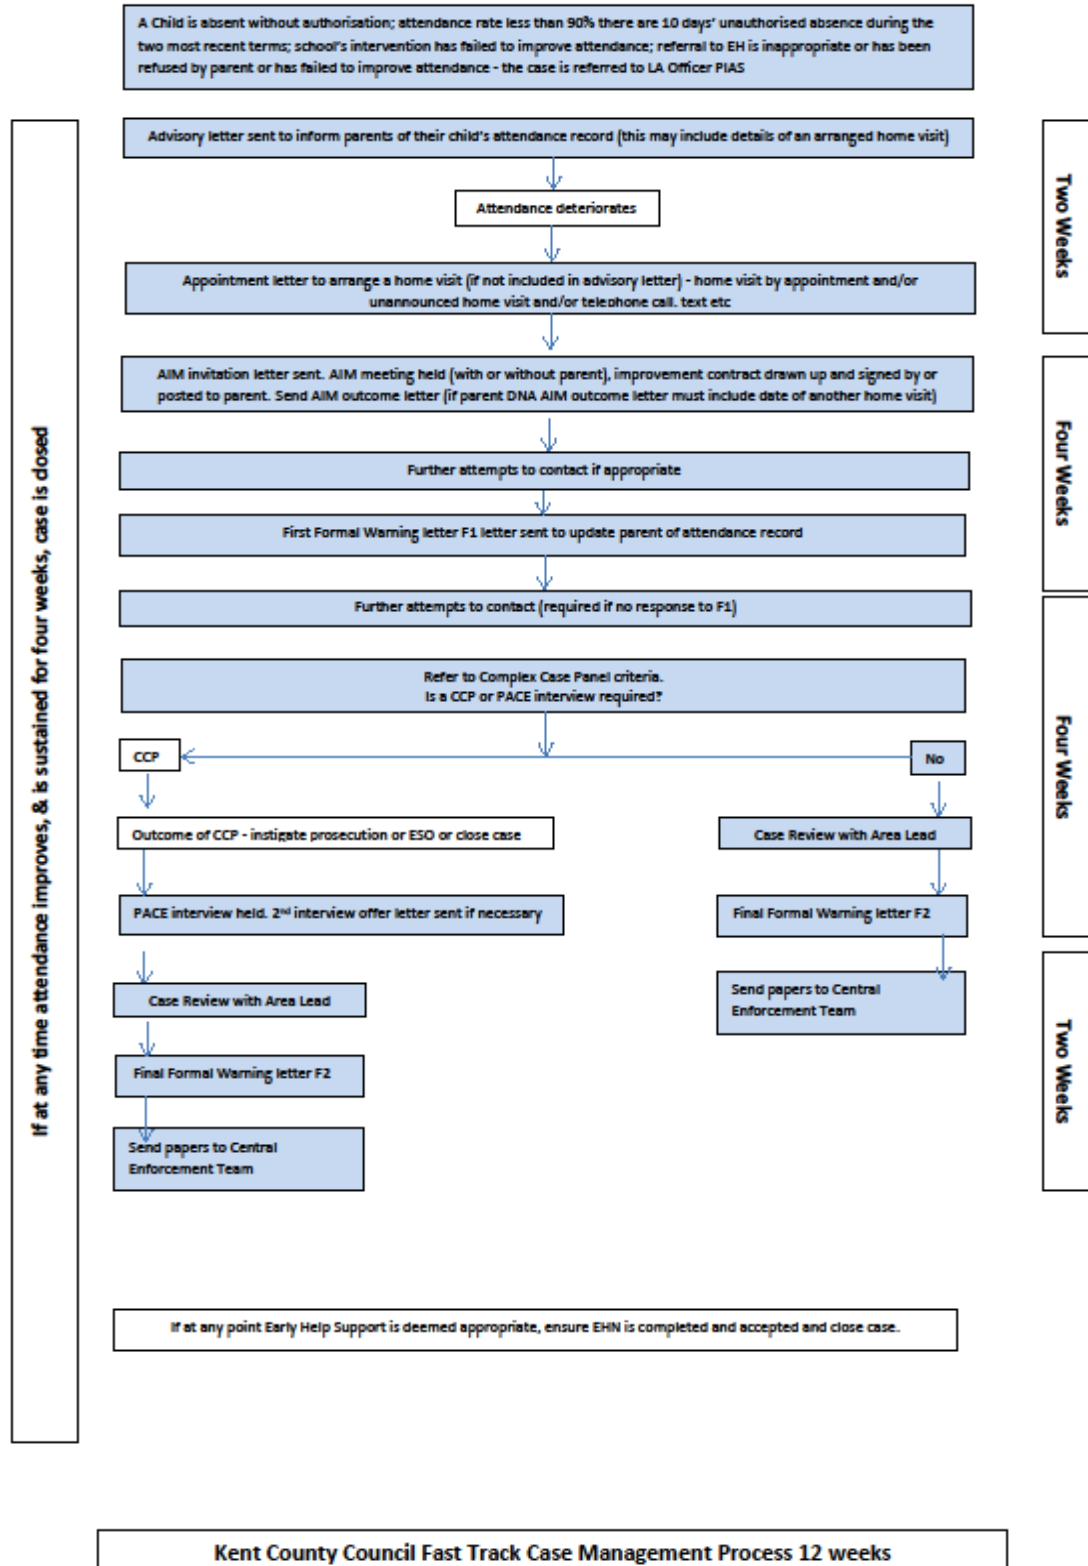 A Child is absent without authorisation; attendance rate less than 90% there are 10 days' unauthorised absence during the
two most recent terms; school's intervention has failed to improve attendance; referral to EH is inappropriate or has been
refused by parent or has failed to improve attendance - the case is referred to LA Officer PIAS
If at any time attendance improves, & is sustained for four weeks, case is closed
Advisory letter sent to inform parents of their child's attendance record (this may include details of an arranged home visit)
Two Weeks
Attendance deteriorates
Appointment letter to arrange a home visit (if not included in advisory letter) - home visit by appointment and/or
unannounced home visit and/or telephone call. text etc
AIM invitation letter sent. AIM meeting held (with or without parent), improvement contract drawn up and signed by or
posted to parent. Send AIM outcome letter (if parent DNA AIM outcome letter must include date of another home visit)
Four Weeks
Further attempts to contact if appropriate
First Formal Warning letter F1 letter sent to update parent of attendance record
Further attempts to contact (required if no response to F1)
Four Weeks
Refer to Complex Case Panel criteria.
Is a CCP or PACE interview required?
CCP
No
Outcome of CCP - instigate prosecution or ESO or close case
Case Review with Area Lead
PACE interview held. 2nd interview offer letter sent if necessary
Final Formal Warning letter F2
Two Weeks
Case Review with Area Lead
Send papers to Central
Enforcement Team
Final Formal Warning letter F2
Send papers to Central
Enforcement Team
If at any point Early Help Support is deemed appropriate, ensure EHN is completed and accepted and close case.
Kent County Council Fast Track Case Management Process 12 weeks